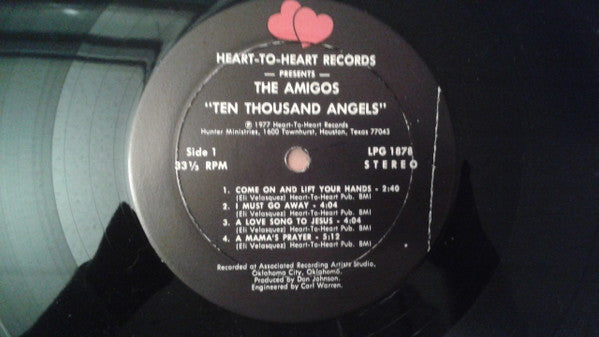 HEART-TO-HEART RECORDS
— PRESENTS —
THE AMIGOS
"TEN THOUSAND ANGELS"
Ⓟ 1977 Heart-To-Heart Records
Hunter Ministries, 1600 Townhurst, Houston, Texas 77043
Side 1 LPG 1878
33⅓ RPM STEREO
1. COME ON AND LIFT YOUR HANDS - 2:40
(Eli Velasquez) Heart-To-Heart Pub. BMI
2. I MUST GO AWAY - 4:04
(Eli Velasquez) Heart-To-Heart Pub. BMI
3. A LOVE SONG TO JESUS - 4:04
(Eli Velasquez) Heart-To-Heart Pub. BMI
4. A MAMA'S PRAYER - 5:12
(Eli Velasquez) Heart-To-Heart Pub. BMI
Recorded at Associated Recording Artists Studio,
Oklahoma City, Oklahoma.
Produced by Don Johnson.
Engineered by Carl Warren.